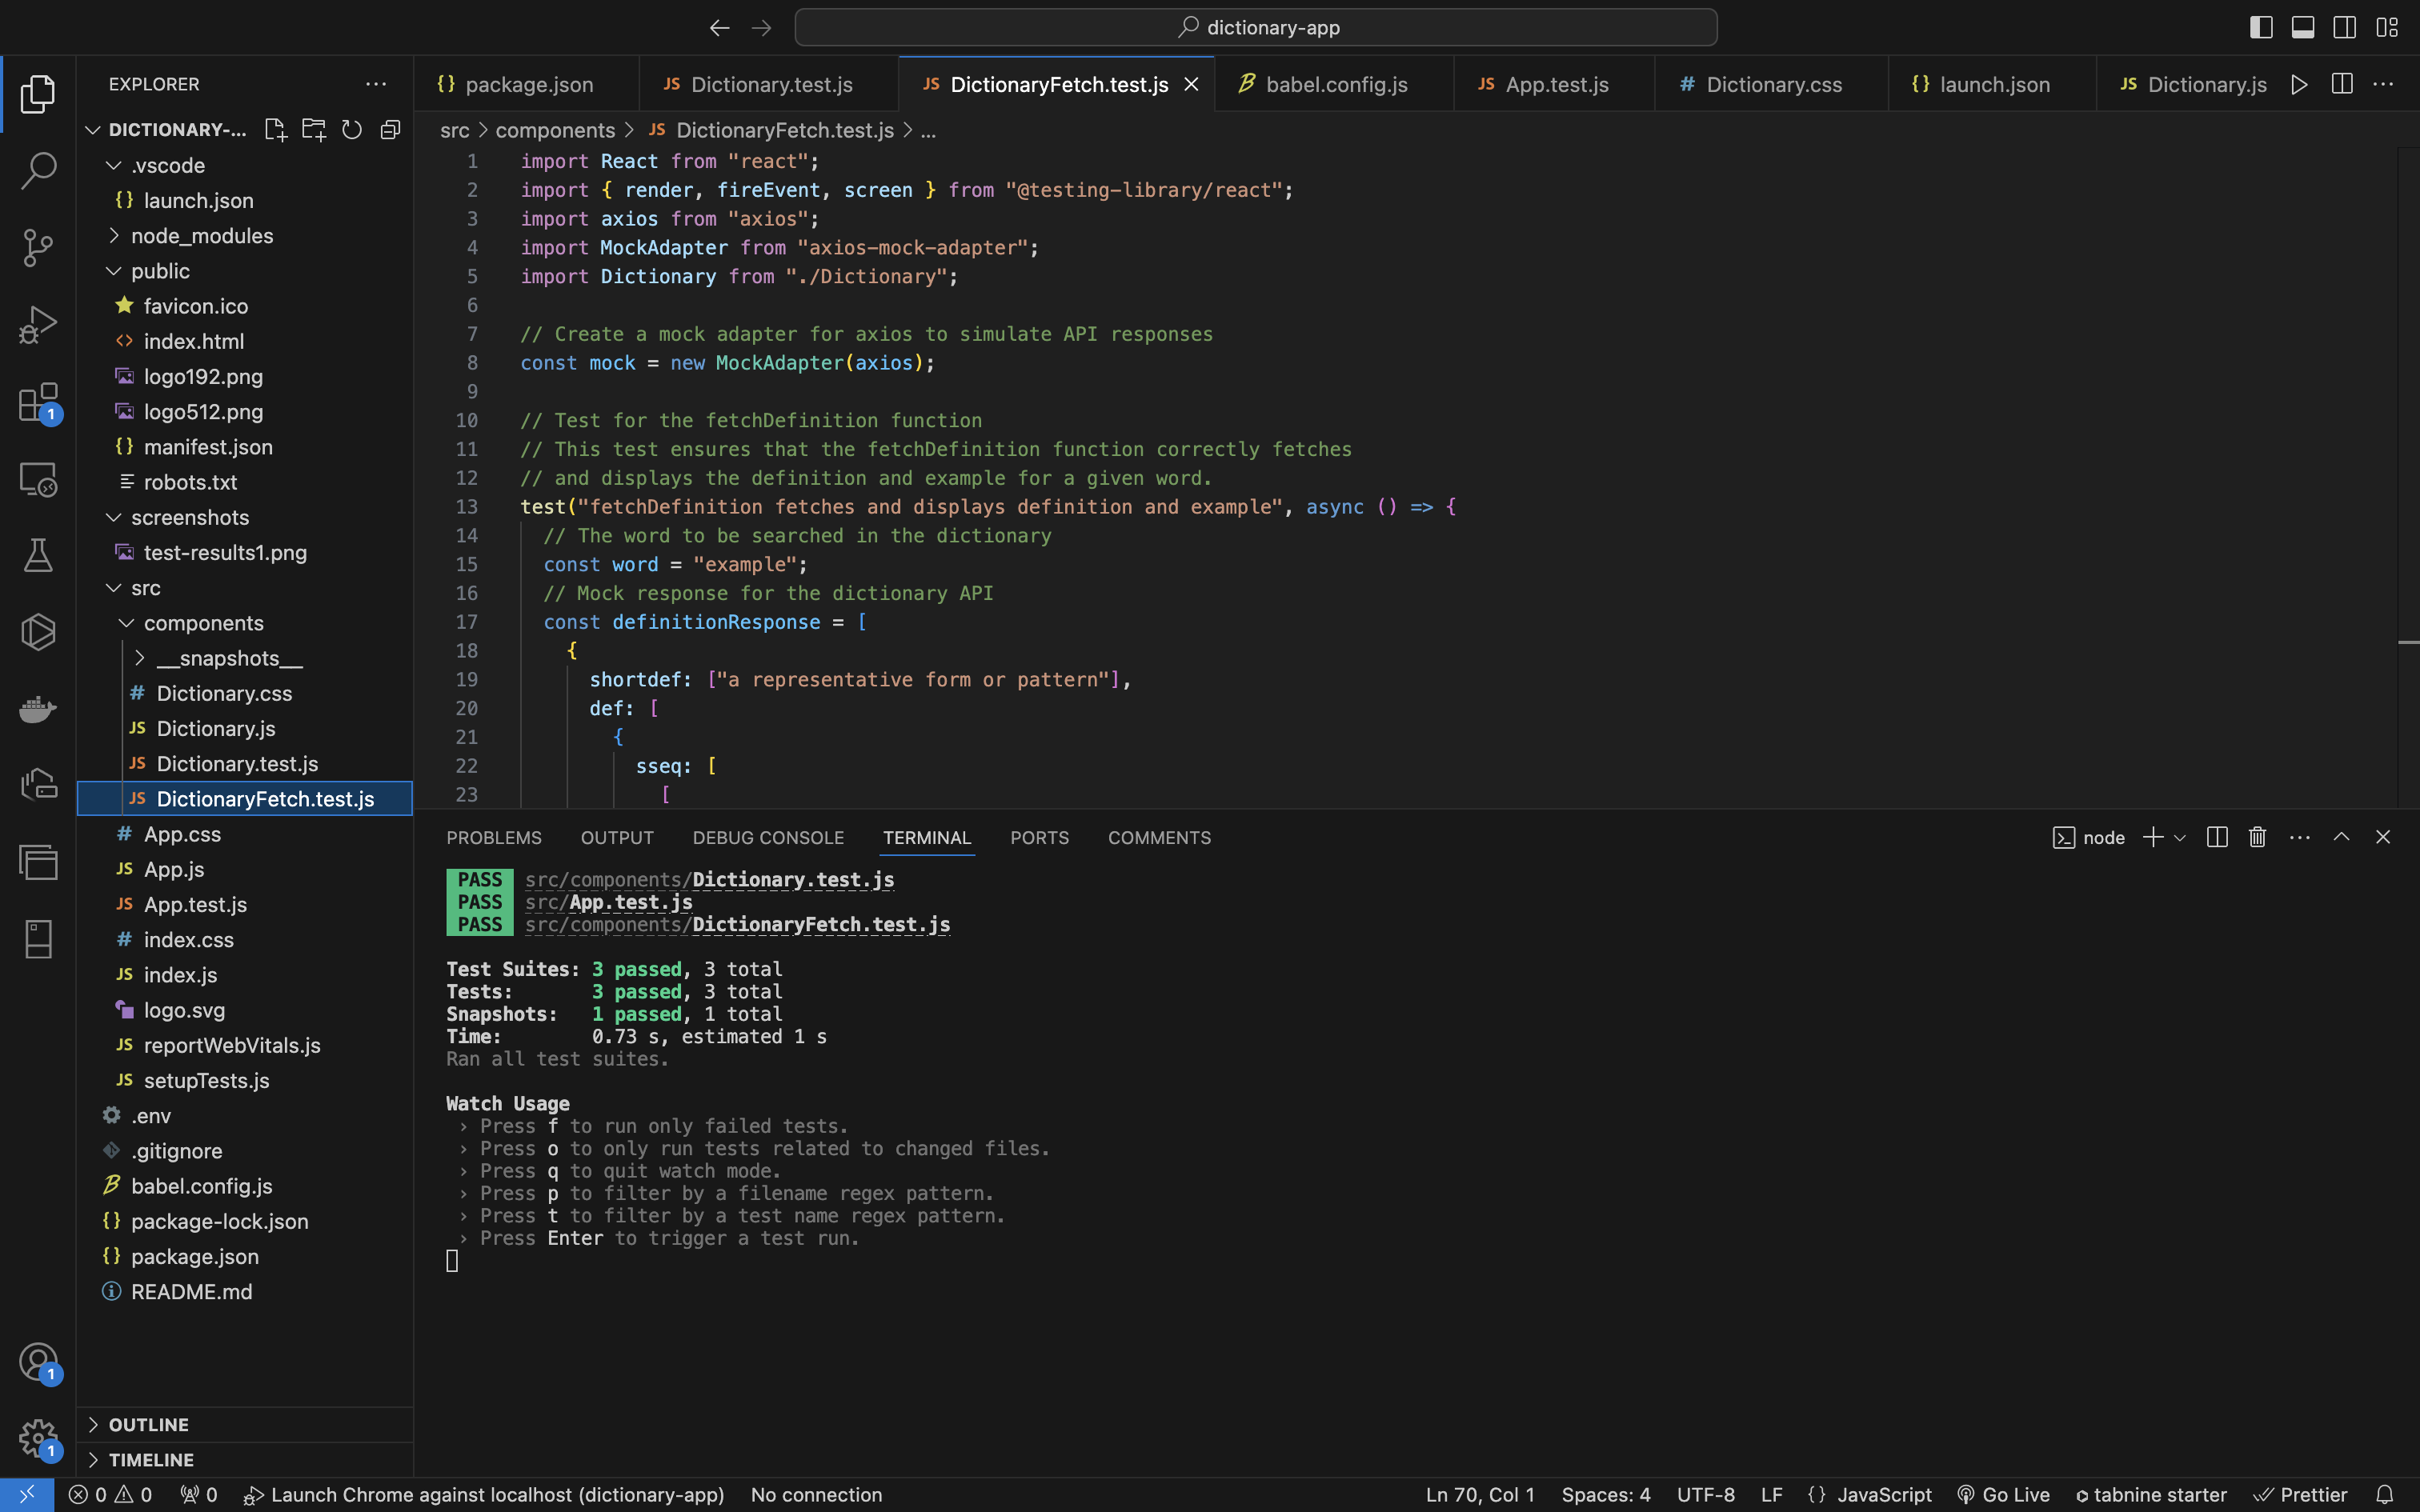 dictionary-app
EXPLORER
DICTIONARY-...
.vscode
launch.json
node_modules
public
favicon.ico
index.html
logo192.png
logo512.png
manifest.json
robots.txt
screenshots
test-results1.png
src
components
__snapshots__
Dictionary.css
Dictionary.js
Dictionary.test.js
DictionaryFetch.test.js
App.css
App.js
App.test.js
index.css
index.js
logo.svg
reportWebVitals.js
setupTests.js
.env
.gitignore
babel.config.js
package-lock.json
package.json
README.md
OUTLINE
TIMELINE
1
1
1
{} package.json JS Dictionary.test.js JS DictionaryFetch.test.js babel.config.js JS App.test.js # Dictionary.css {} launch.json JS Dictionary.js
src > components > JS DictionaryFetch.test.js > ...
1 import React from "react";
2 import { render, fireEvent, screen } from "@testing-library/react";
3 import axios from "axios";
4 import MockAdapter from "axios-mock-adapter";
5 import Dictionary from "./Dictionary";
6
7 // Create a mock adapter for axios to simulate API responses
8 const mock = new MockAdapter(axios);
9
10 // Test for the fetchDefinition function
11 // This test ensures that the fetchDefinition function correctly fetches
12 // and displays the definition and example for a given word.
13 test("fetchDefinition fetches and displays definition and example", async () => {
14 // The word to be searched in the dictionary
15 const word = "example";
16 // Mock response for the dictionary API
17 const definitionResponse = [
18 {
19 shortdef: ["a representative form or pattern"],
20 def: [
21 {
22 sseq: [
23 [
PROBLEMS OUTPUT DEBUG CONSOLE TERMINAL PORTS COMMENTS
node
PASS src/components/Dictionary.test.js
PASS src/App.test.js
PASS src/components/DictionaryFetch.test.js
Test Suites: 3 passed, 3 total
Tests: 3 passed, 3 total
Snapshots: 1 passed, 1 total
Time: 0.73 s, estimated 1 s
Ran all test suites.
Watch Usage
› Press f to run only failed tests.
› Press o to only run tests related to changed files.
› Press q to quit watch mode.
› Press p to filter by a filename regex pattern.
› Press t to filter by a test name regex pattern.
› Press Enter to trigger a test run.
0 0 0 Launch Chrome against localhost (dictionary-app) No connection Ln 70, Col 1 Spaces: 4 UTF-8 LF {} JavaScript Go Live tabnine starter Prettier